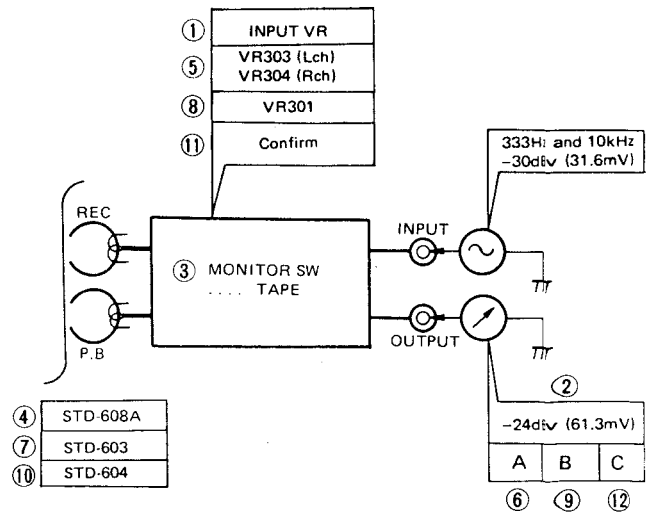 ① INPUT VR
⑤ VR303 (Lch)
VR304 (Rch)
⑧ VR301
⑪ Confirm
333Hz and 10kHz
−30dBv (31.6mV)
REC
INPUT
③ MONITOR SW
.... TAPE
P.B
OUTPUT
②
−24dBv (61.3mV)
④ STD-608A
⑦ STD-603
⑩ STD-604
A B C
⑥ ⑨ ⑫